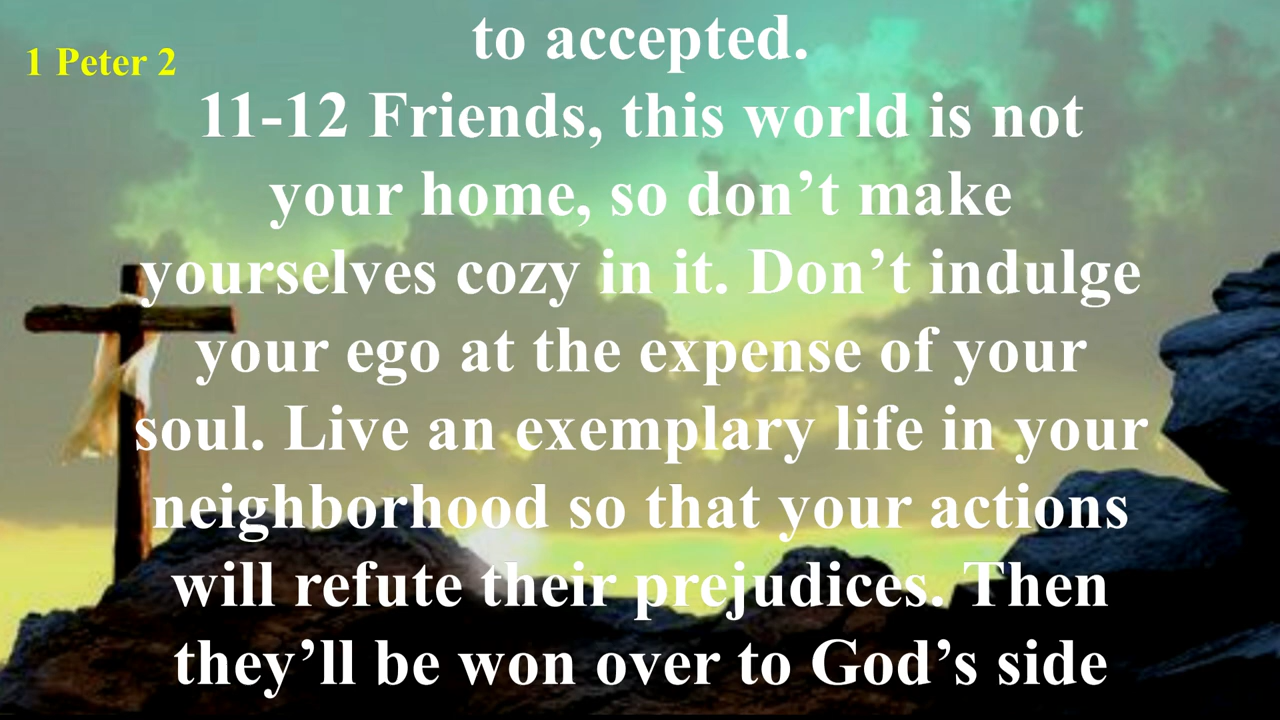 to accepted.
1 Peter 2
11-12 Friends, this world is not
your home, so don’t make
yourselves cozy in it. Don’t indulge
your ego at the expense of your
soul. Live an exemplary life in your
neighborhood so that your actions
will refute their prejudices. Then
they’ll be won over to God’s side